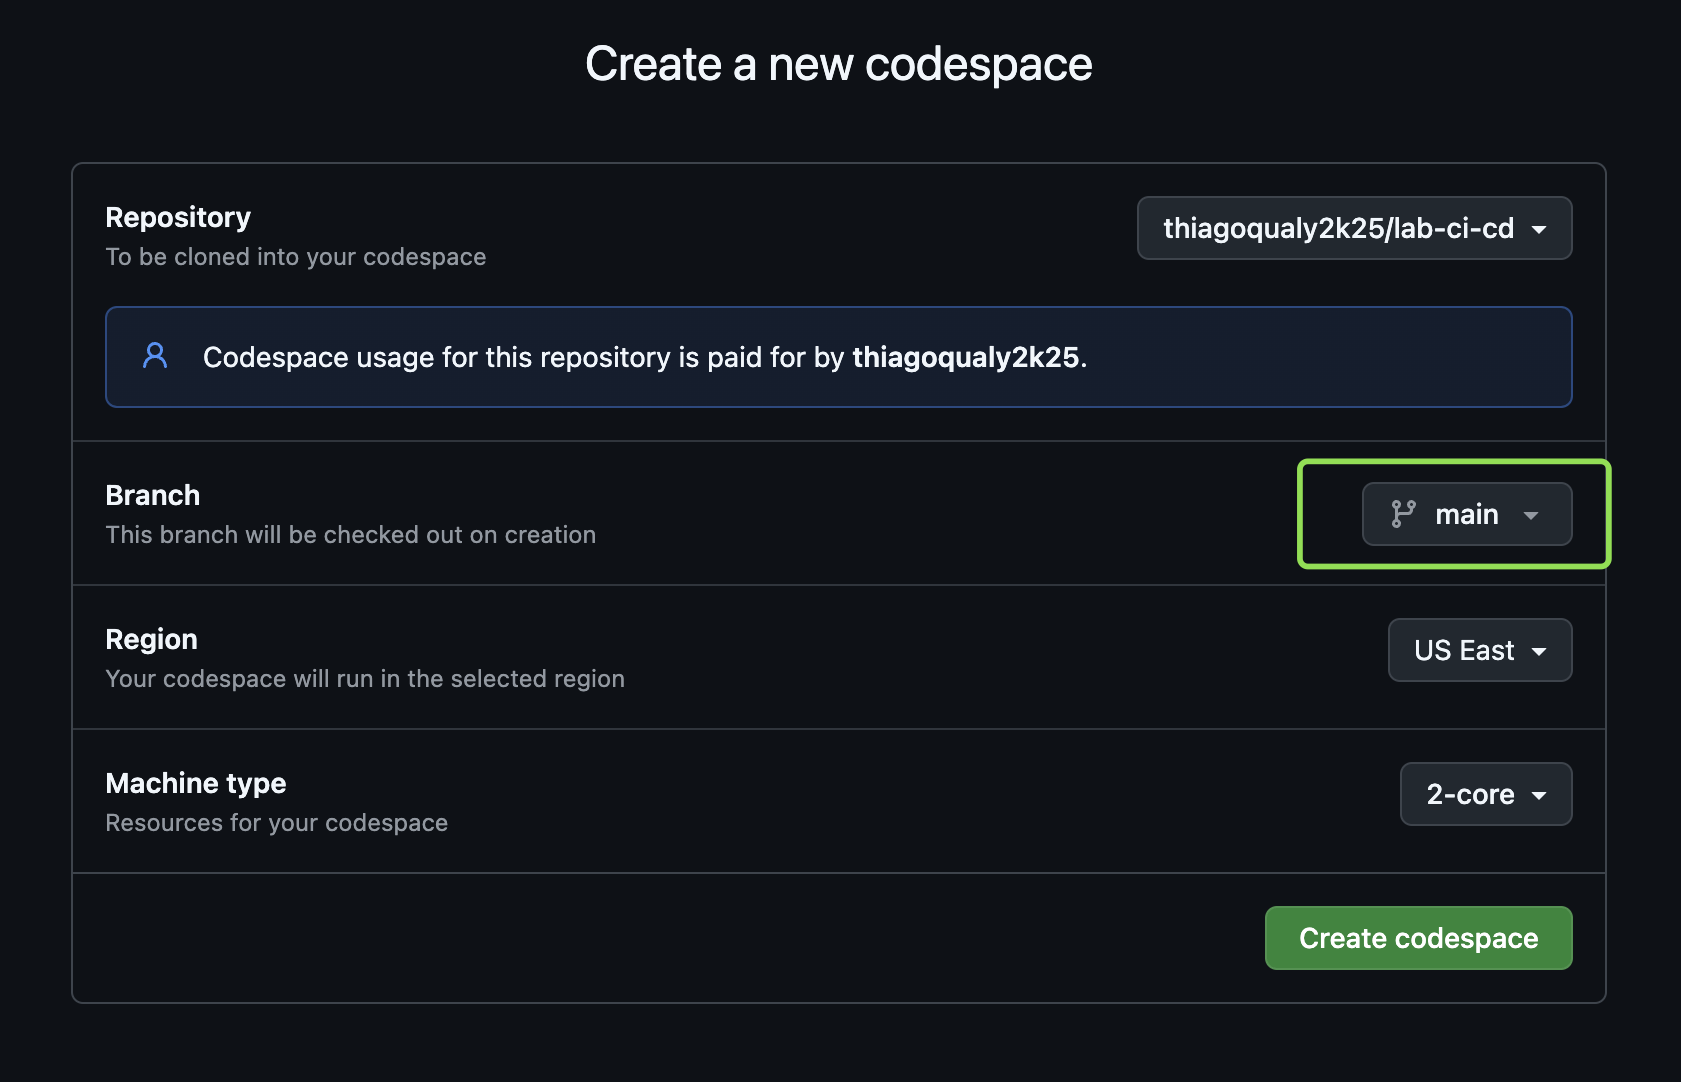 Create a new codespace
Repository
To be cloned into your codespace
thiagoqualy2k25/lab-ci-cd
Codespace usage for this repository is paid for by thiagoqualy2k25.
Branch
This branch will be checked out on creation
main
Region
Your codespace will run in the selected region
US East
Machine type
Resources for your codespace
2-core
Create codespace